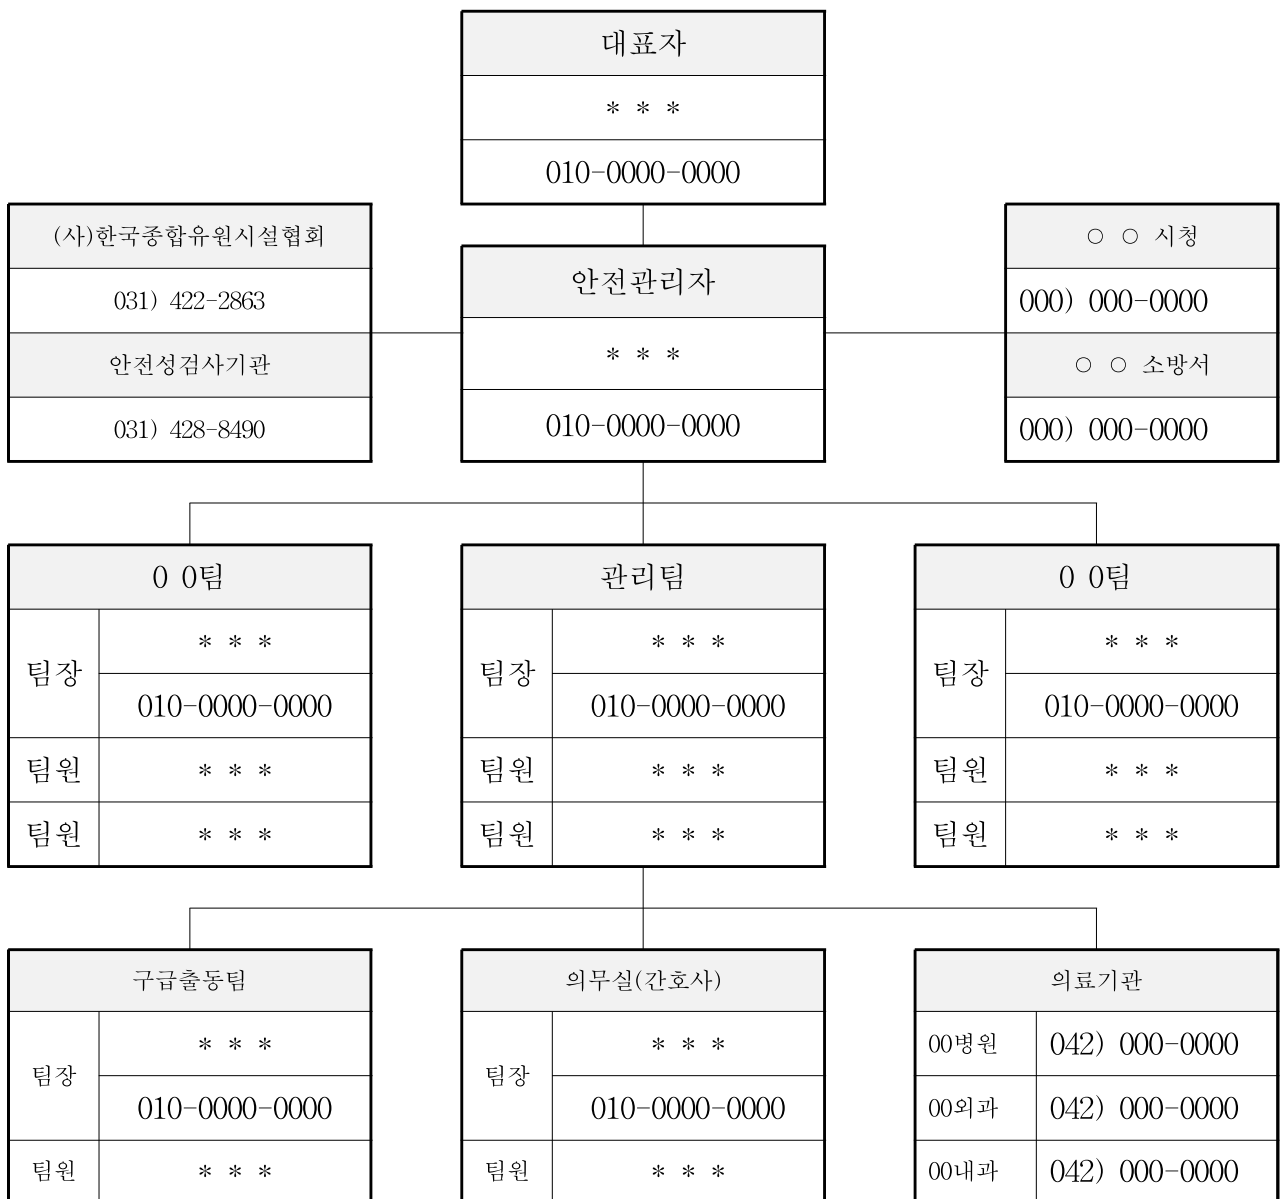 대표자
* * *
010-0000-0000
(사)한국종합유원시설협회
031) 422-2863
안전성검사기관
031) 428-8490
안전관리자
* * *
010-0000-0000
○ ○ 시청
000) 000-0000
○ ○ 소방서
000) 000-0000
0 0팀
팀장
* * *
010-0000-0000
팀원 * * *
팀원 * * *
관리팀
팀장
* * *
010-0000-0000
팀원 * * *
팀원 * * *
0 0팀
팀장
* * *
010-0000-0000
팀원 * * *
팀원 * * *
구급출동팀
팀장
* * *
010-0000-0000
팀원 * * *
의무실(간호사)
팀장
* * *
010-0000-0000
팀원 * * *
의료기관
00병원 042) 000-0000
00외과 042) 000-0000
00내과 042) 000-0000